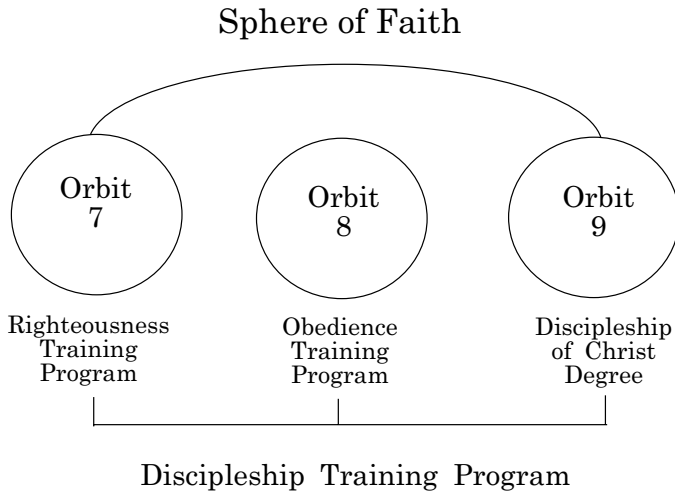 Sphere of Faith
Orbit
7
Orbit
8
Orbit
9
Righteousness
Training
Program
Obedience
Training
Program
Discipleship
of Christ
Degree
Discipleship Training Program